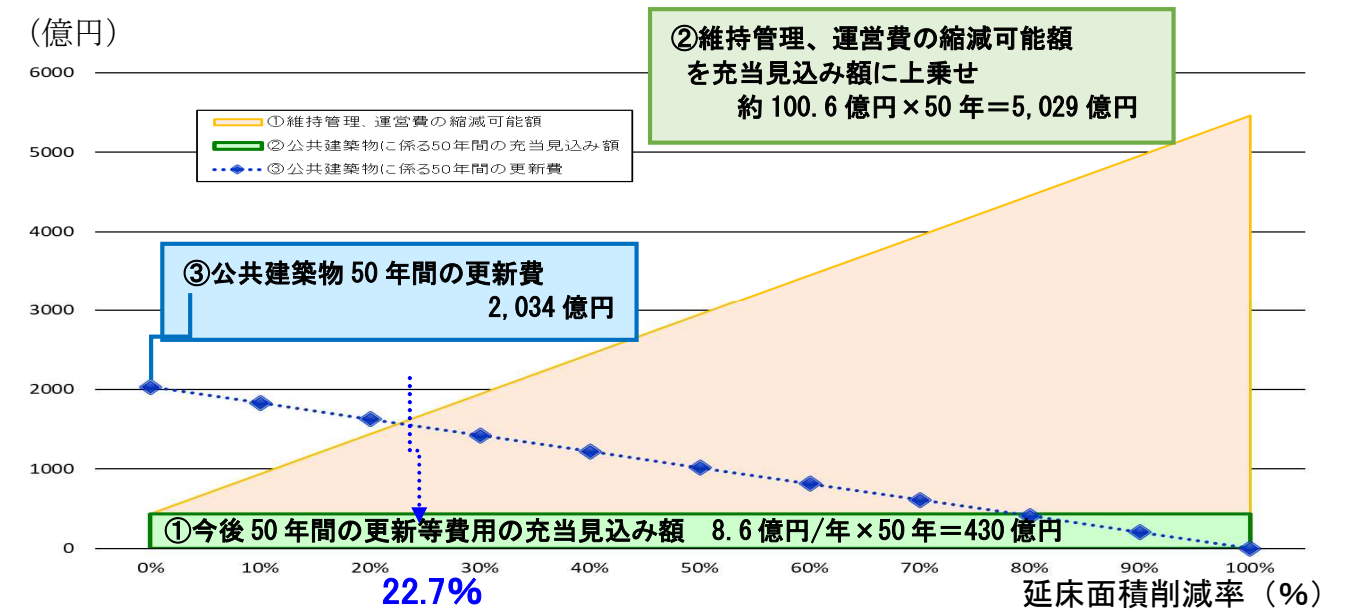 (億円)
②維持管理、運営費の縮減可能額
を充当見込み額に上乗せ
約100.6億円×50年＝5,029億円
6000
①維持管理、運営費の縮減可能額
②公共建築物に係る50年間の充当見込み額
③公共建築物に係る50年間の更新費
5000
4000
③公共建築物50年間の更新費
2,034億円
3000
2000
1000
①今後50年間の更新等費用の充当見込み額　8.6億円/年×50年＝430億円
0
0% 10% 20% 30% 40% 50% 60% 70% 80% 90% 100%
22.7%
延床面積削減率（%）